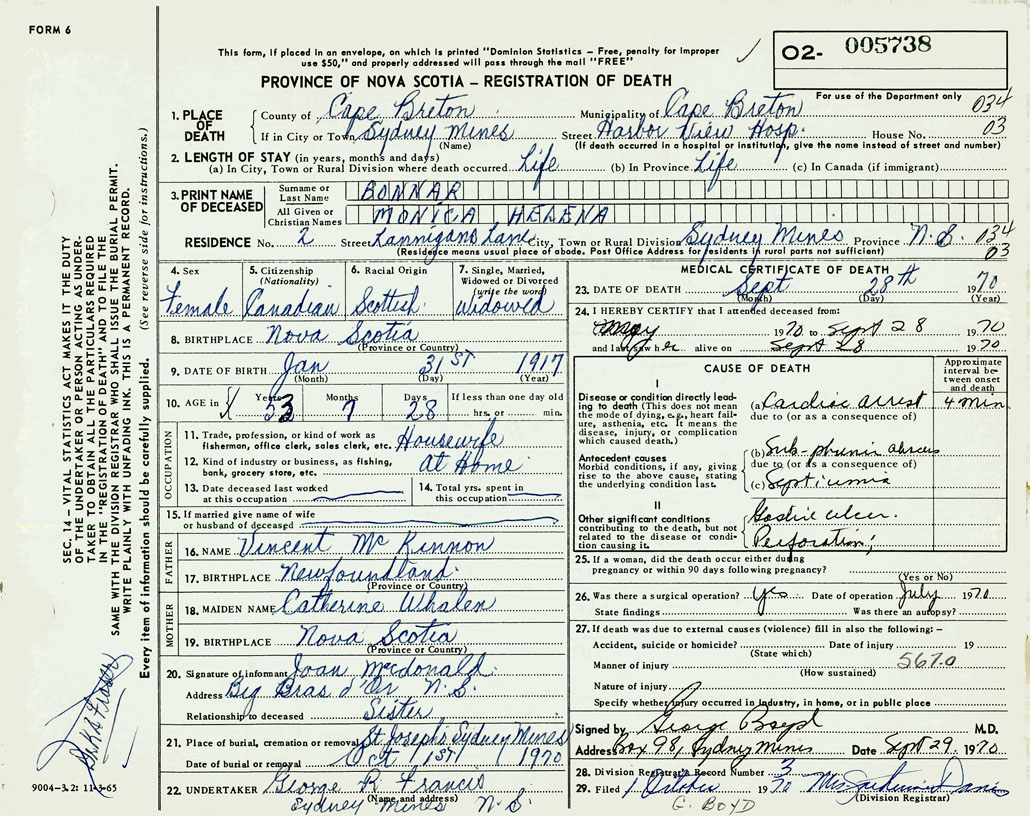 FORM 6
This form, if placed in an envelope, on which is printed "Dominion Statistics – Free, penalty for improper
use $50," and properly addressed will pass through the mail "FREE"
PROVINCE OF NOVA SCOTIA – REGISTRATION OF DEATH
O2- 005738
For use of the Department only
034
03
1. PLACE OF DEATH
County of Cape Breton Municipality of Cape Breton
If in City or Town Sydney Mines Street Harbor View Hosp. House No.
(Name) (If death occurred in a hospital or institution, give the name instead of street and number)
2. LENGTH OF STAY (in years, months and days)
(a) In City, Town or Rural Division where death occurred Life (b) In Province Life (c) In Canada (if immigrant)
3. PRINT NAME OF DECEASED
Surname or Last Name BONNAR
All Given or Christian Names MONICA HELENA
RESIDENCE No. 2 Street Lannigans Lane City, Town or Rural Division Sydney Mines Province N.S. 034
(Residence means usual place of abode. Post Office Address for residents in rural parts not sufficient) 03
4. Sex
Female
5. Citizenship (Nationality)
Canadian
6. Racial Origin
Scottish
7. Single, Married, Widowed or Divorced (write the word)
Widowed
8. BIRTHPLACE Nova Scotia
(Province or Country)
9. DATE OF BIRTH Jan 31ST 1917
(Month) (Day) (Year)
10. AGE in Years Months Days If less than one day old
53 7 28 hrs. or min.
OCCUPATION
11. Trade, profession, or kind of work as
fisherman, office clerk, sales clerk, etc. Housewife
12. Kind of industry or business, as fishing,
bank, grocery store, etc. At Home
13. Date deceased last worked
at this occupation
14. Total yrs. spent in
this occupation
15. If married give name of wife
or husband of deceased
FATHER
16. NAME Vincent Mc Kinnon
17. BIRTHPLACE Newfoundland
(Province or Country)
MOTHER
18. MAIDEN NAME Catherine Whalen
19. BIRTHPLACE Nova Scotia
(Province or Country)
20. Signature of informant Joan Mcdonald
Address Big Bras d'Or N.S.
Relationship to deceased Sister
21. Place of burial, cremation or removal St Josephs Sydney Mines
Date of burial or removal Oct 1ST 1970
22. UNDERTAKER George R Francis
(Name and address)
Sydney Mines N.S.
MEDICAL CERTIFICATE OF DEATH
23. DATE OF DEATH Sept 28th 1970
(Month) (Day) (Year)
24. I HEREBY CERTIFY that I attended deceased from:
May 1970 to Sept 28 1970
and last saw her alive on Sept 28 1970
CAUSE OF DEATH
Approximate interval between onset and death
I
Disease or condition directly leading to death (This does not mean the mode of dying, e.g., heart failure, asthenia, etc. It means the disease, injury, or complication which caused death.)
(a) Cardiac arrest 4 min
due to (or as a consequence of)
Antecedent causes
Morbid conditions, if any, giving rise to the above cause, stating the underlying condition last.
(b) Sub-phrenic abscess
due to (or as a consequence of)
(c) Septicemia
II
Other significant conditions
contributing to the death, but not related to the disease or condition causing it.
Gastric ulcer.
Perforation,
25. If a woman, did the death occur either during
pregnancy or within 90 days following pregnancy?
(Yes or No)
26. Was there a surgical operation? yes Date of operation July 1970
State findings Was there an autopsy?
27. If death was due to external causes (violence) fill in also the following: –
Accident, suicide or homicide? Date of injury 19
(State which)
Manner of injury 567.0
(How sustained)
Nature of injury
Specify whether injury occurred in industry, in home, or in public place
Signed by George Boyd M.D.
Address Box 98, Sydney Mines Date Sept 29. 1970
28. Division Registrar's Record Number 3
29. Filed 1 October 1970
(Division Registrar)
G. BOYD
SEC. 14 – VITAL STATISTICS ACT MAKES IT THE DUTY
OF THE UNDERTAKER OR PERSON ACTING AS UNDER-
TAKER TO OBTAIN ALL THE PARTICULARS REQUIRED
IN THE "REGISTRATION OF DEATH" AND TO FILE THE
SAME WITH THE DIVISION REGISTRAR WHO SHALL ISSUE THE BURIAL PERMIT.
WRITE PLAINLY WITH UNFADING INK. THIS IS A PERMANENT RECORD.
Every item of information should be carefully supplied. (See reverse side for instructions.)
9004-3.2: 11-3-65